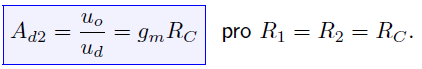 A_{d2} = \frac{u_o}{u_d} = g_m R_C pro R_1 = R_2 = R_C.